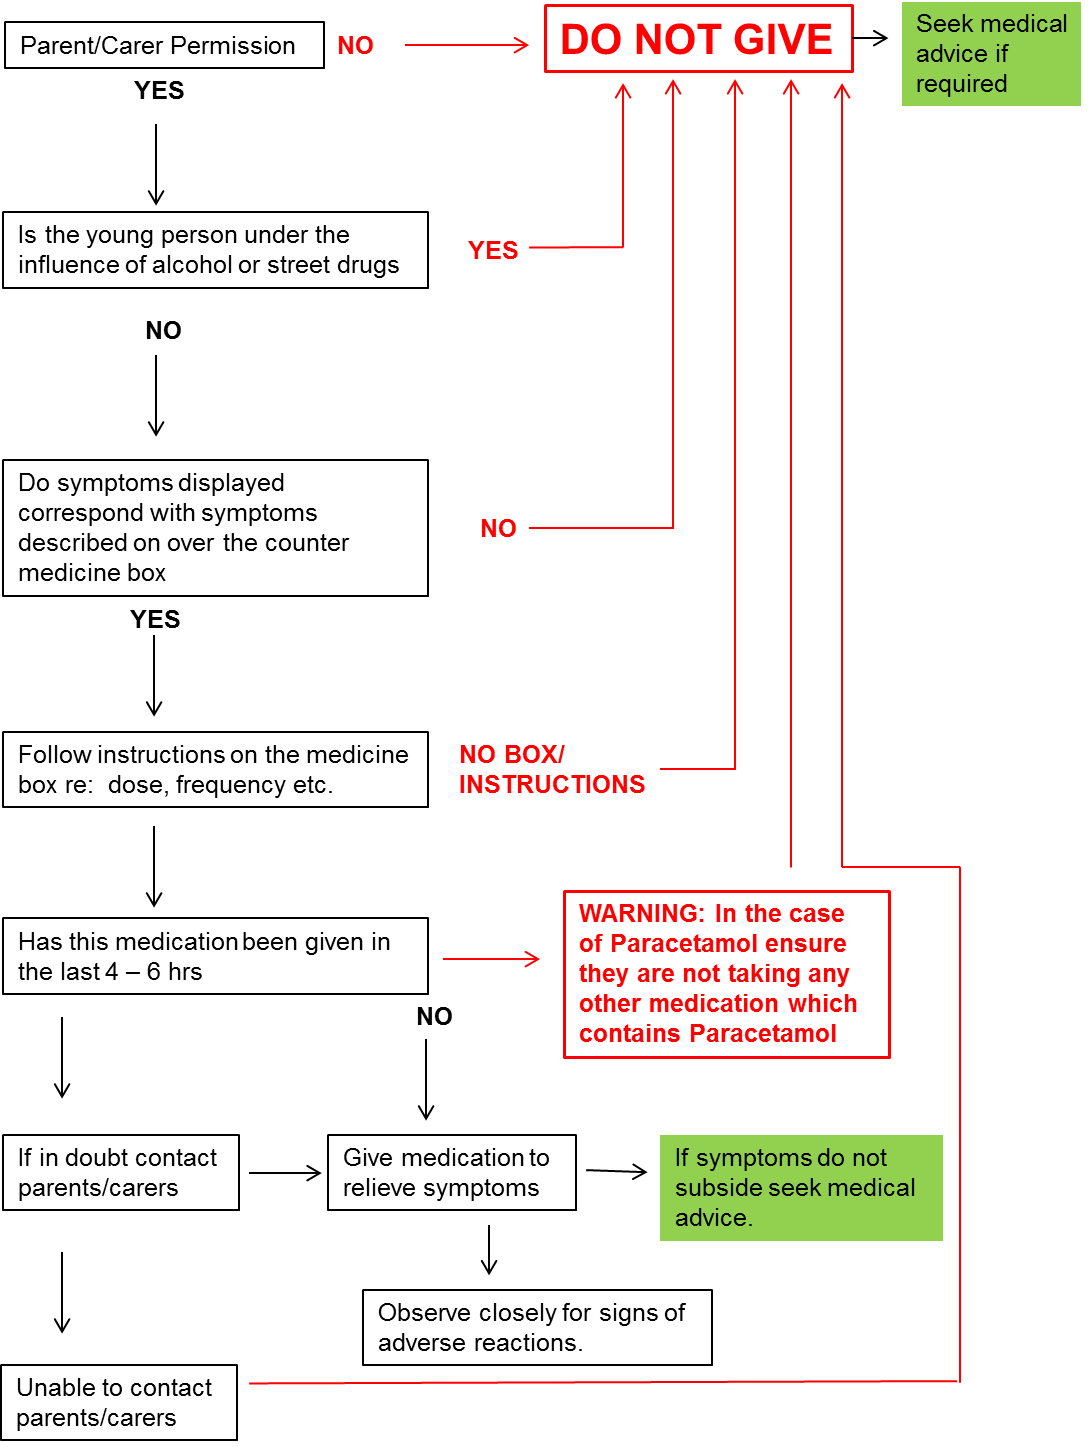 Parent/Carer Permission
NO
DO NOT GIVE
Seek medical
advice if
required
YES
Is the young person under the
influence of alcohol or street drugs
YES
NO
Do symptoms displayed
correspond with symptoms
described on over the counter
medicine box
NO
YES
Follow instructions on the medicine
box re:  dose, frequency etc.
NO BOX/
INSTRUCTIONS
Has this medication been given in
the last 4 – 6 hrs
WARNING: In the case
of Paracetamol ensure
they are not taking any
other medication which
contains Paracetamol
NO
If in doubt contact
parents/carers
Give medication to
relieve symptoms
If symptoms do not
subside seek medical
advice.
Observe closely for signs of
adverse reactions.
Unable to contact
parents/carers